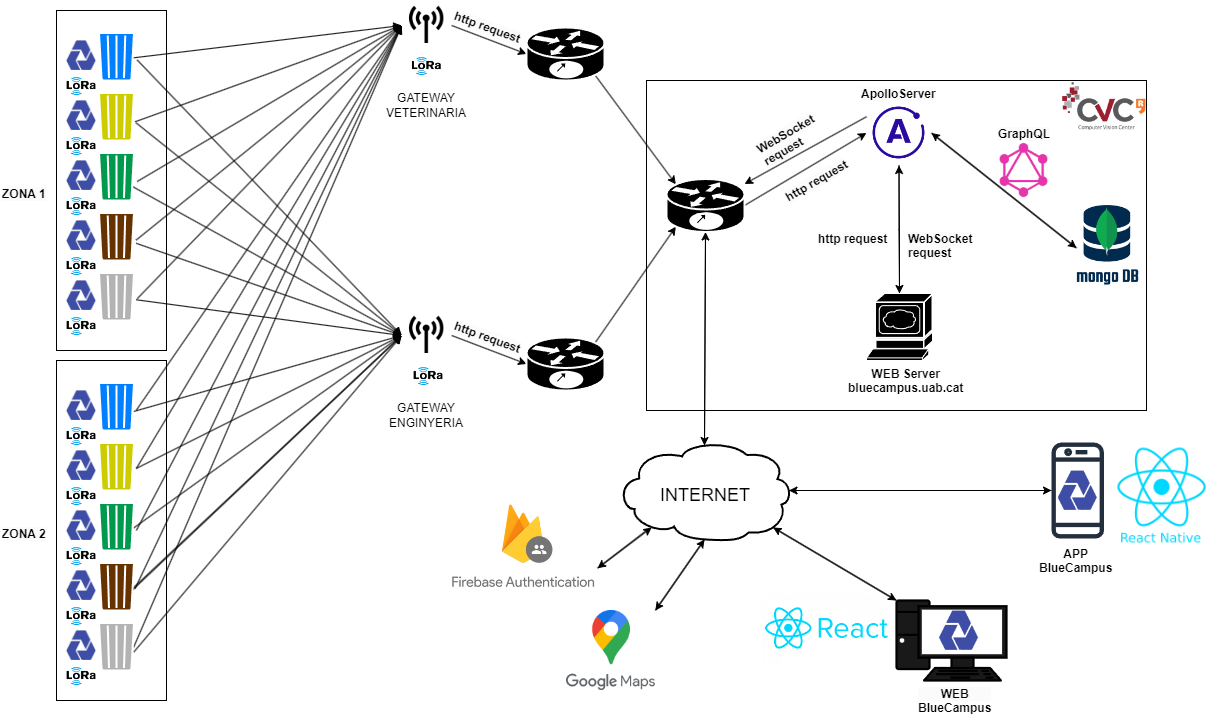 ZONA 1
LoRa
LoRa
LoRa
LoRa
LoRa
ZONA 2
LoRa
LoRa
LoRa
LoRa
LoRa
LoRa
GATEWAY
VETERINARIA
http request
LoRa
GATEWAY
ENGINYERIA
http request
ApolloServer
A
CVC
Computer Vision Center
GraphQL
WebSocket
request
http request
http request
WebSocket
request
mongo DB
WEB Server
bluecampus.uab.cat
INTERNET
Firebase Authentication
Google Maps
React Native
APP
BlueCampus
React
WEB
BlueCampus